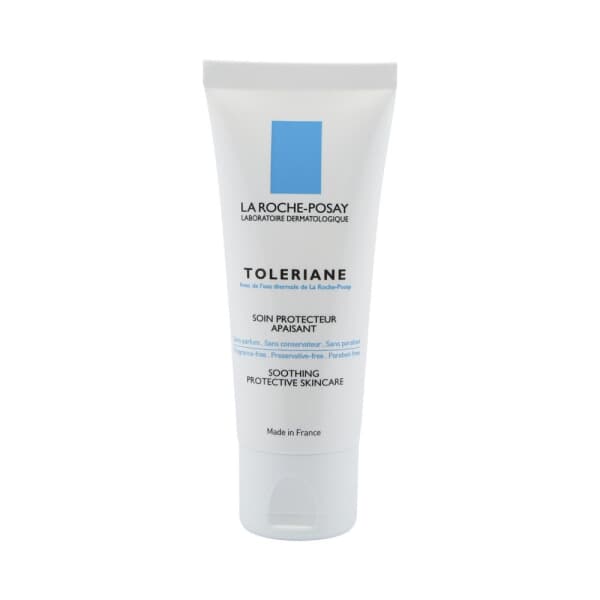 LA ROCHE-POSAY
LABORATOIRE DERMATOLOGIQUE
TOLERIANE
Avec de l'eau thermale de La Roche-Posay
SOIN PROTECTEUR
APAISANT
Sans parfum . Sans conservateur . Sans paraben
Fragrance-free . Preservative-free . Paraben free
SOOTHING
PROTECTIVE SKINCARE
Made in France